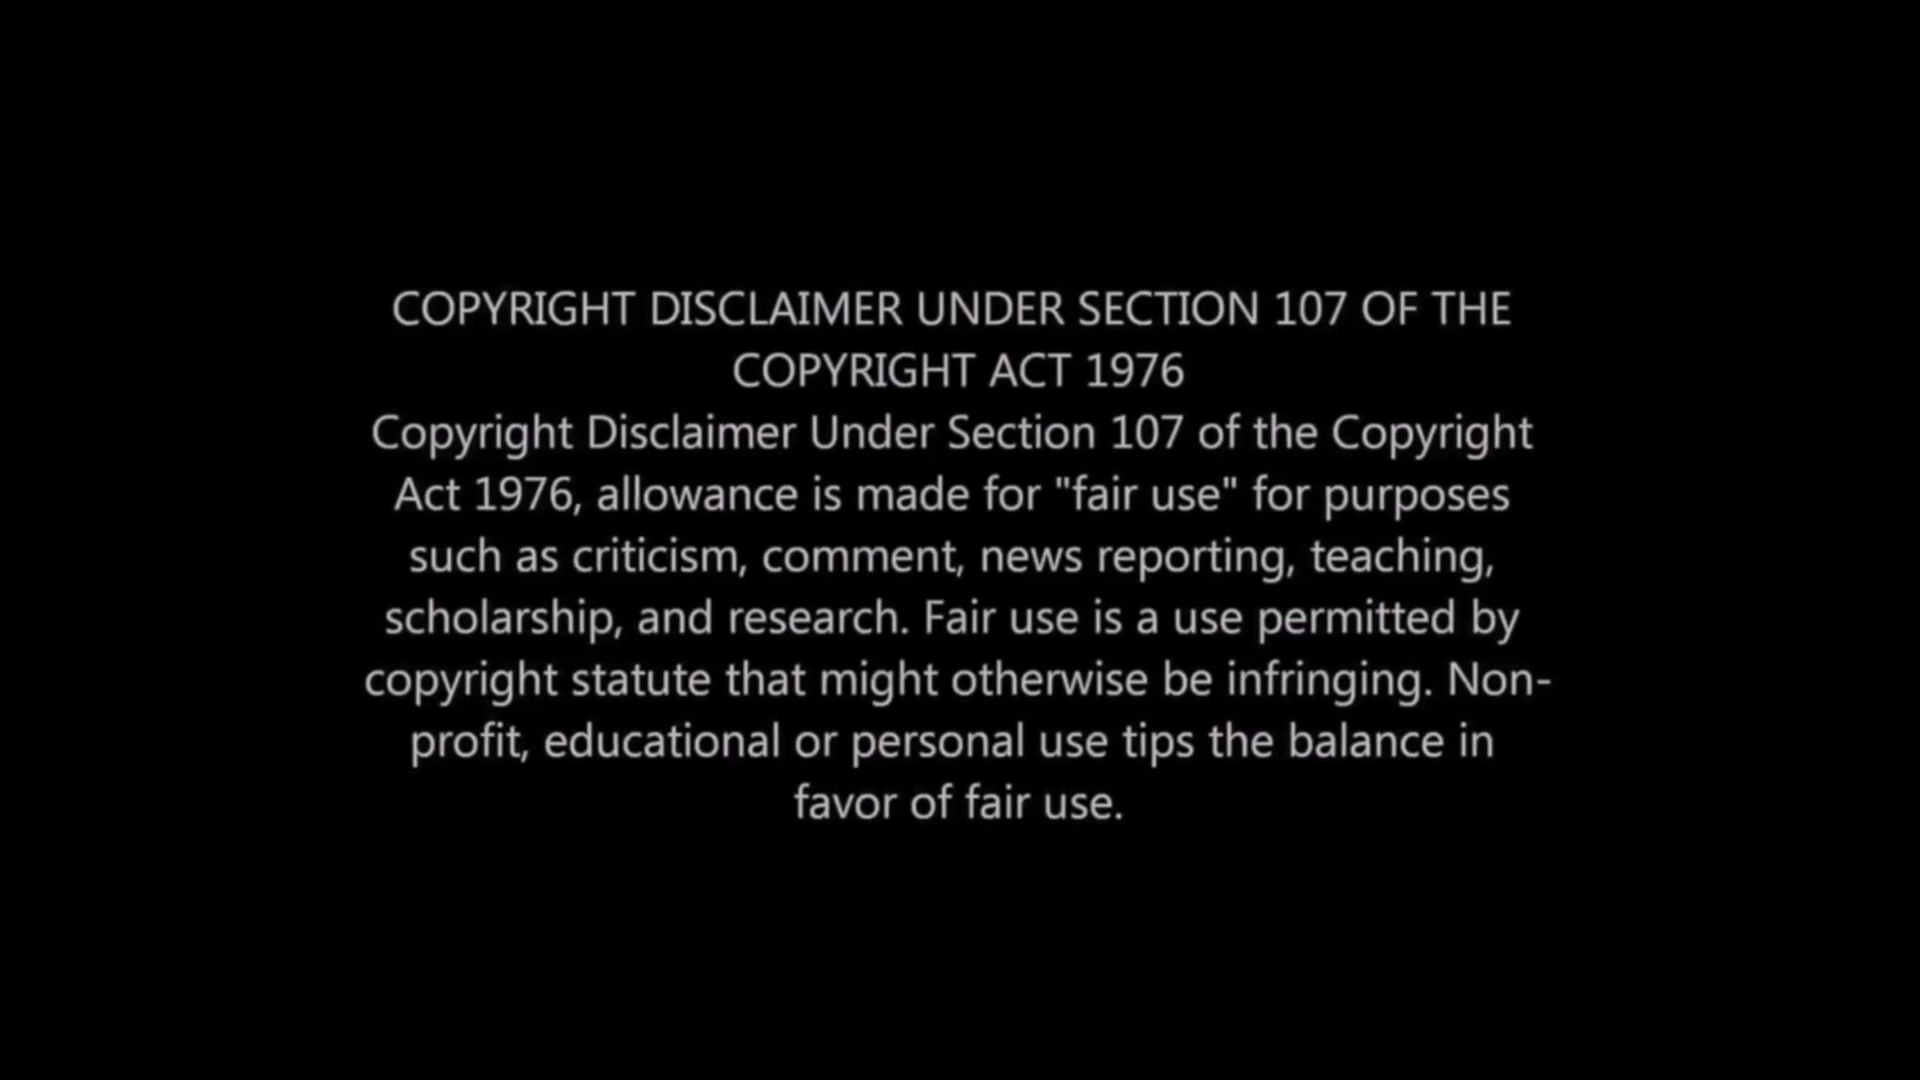 COPYRIGHT DISCLAIMER UNDER SECTION 107 OF THE
COPYRIGHT ACT 1976
Copyright Disclaimer Under Section 107 of the Copyright
Act 1976, allowance is made for "fair use" for purposes
such as criticism, comment, news reporting, teaching,
scholarship, and research. Fair use is a use permitted by
copyright statute that might otherwise be infringing. Non-
profit, educational or personal use tips the balance in
favor of fair use.